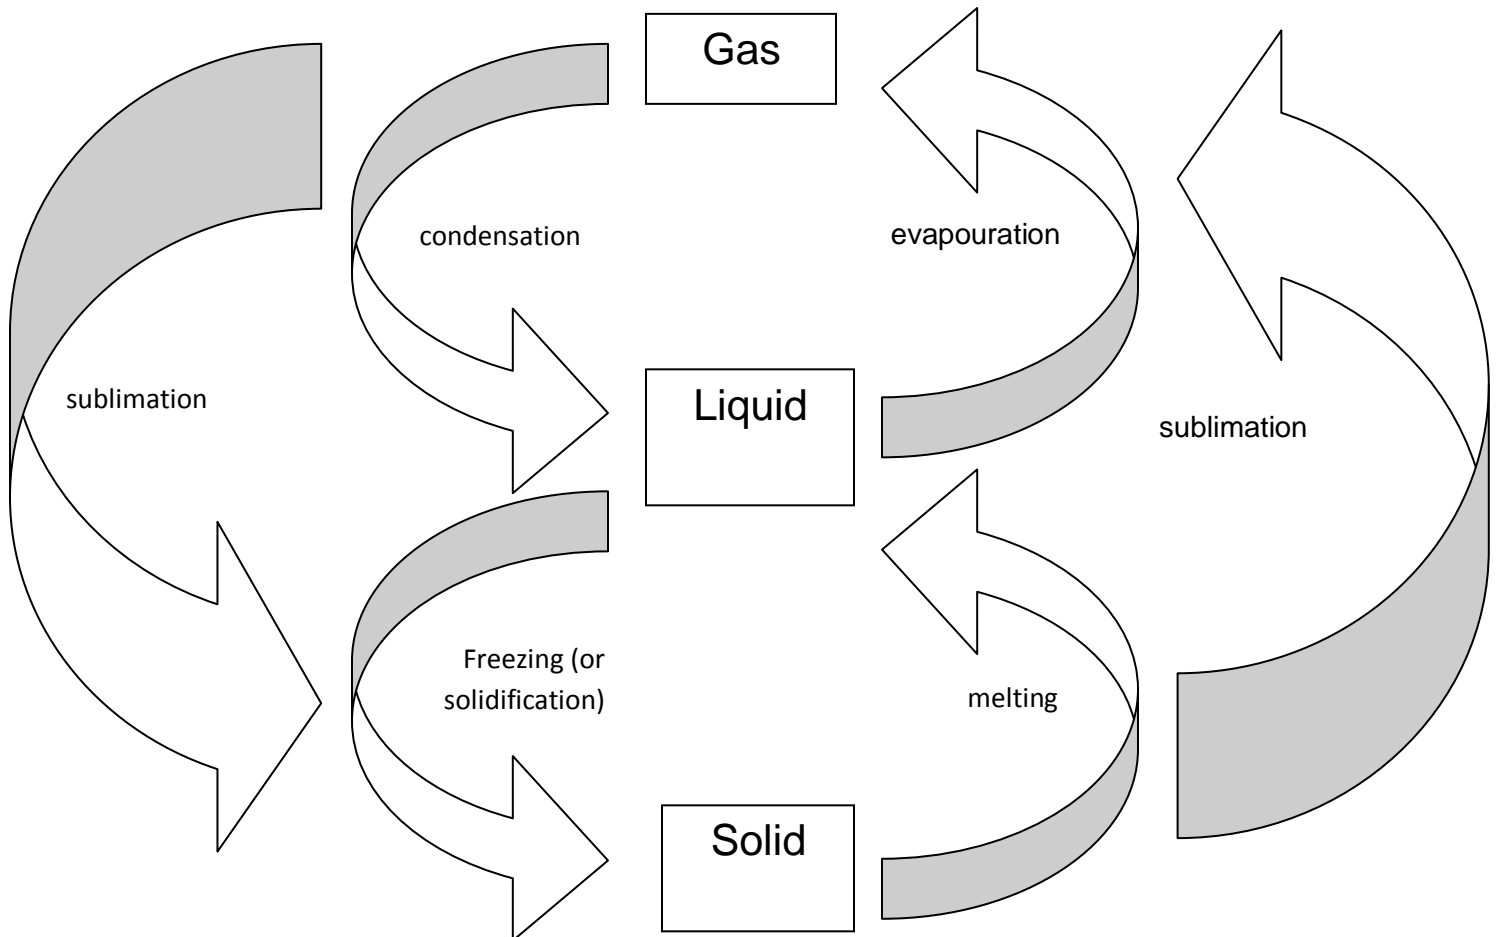 Gas
condensation
evapouration
sublimation
Liquid
sublimation
Freezing (or
solidification)
melting
Solid